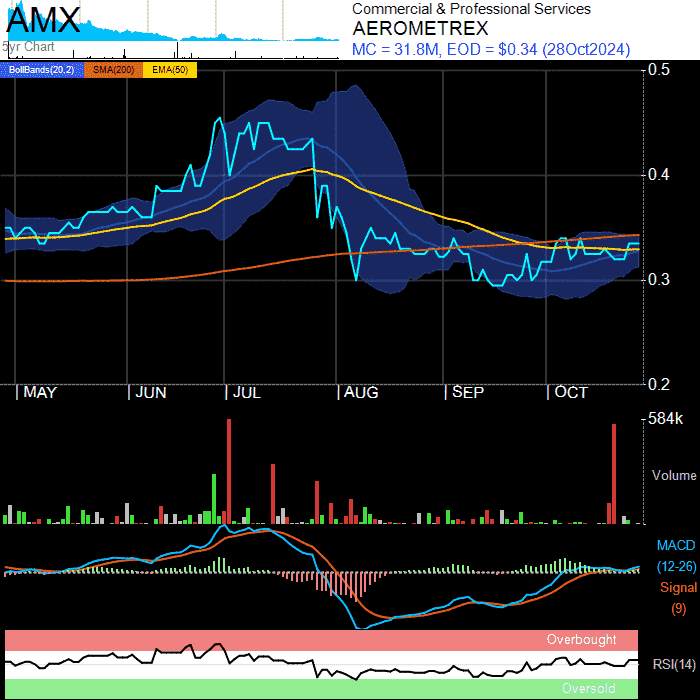 AMX
5yr Chart
Commercial & Professional Services
AEROMETREX
MC = 31.8M, EOD = $0.34 (28Oct2024)
BollBands(20,2) SMA(200) EMA(50)
0.5
0.4
0.3
0.2
MAY JUN JUL AUG SEP OCT
584k
Volume
MACD
(12-26)
Signal
(9)
Overbought
RSI(14)
Oversold